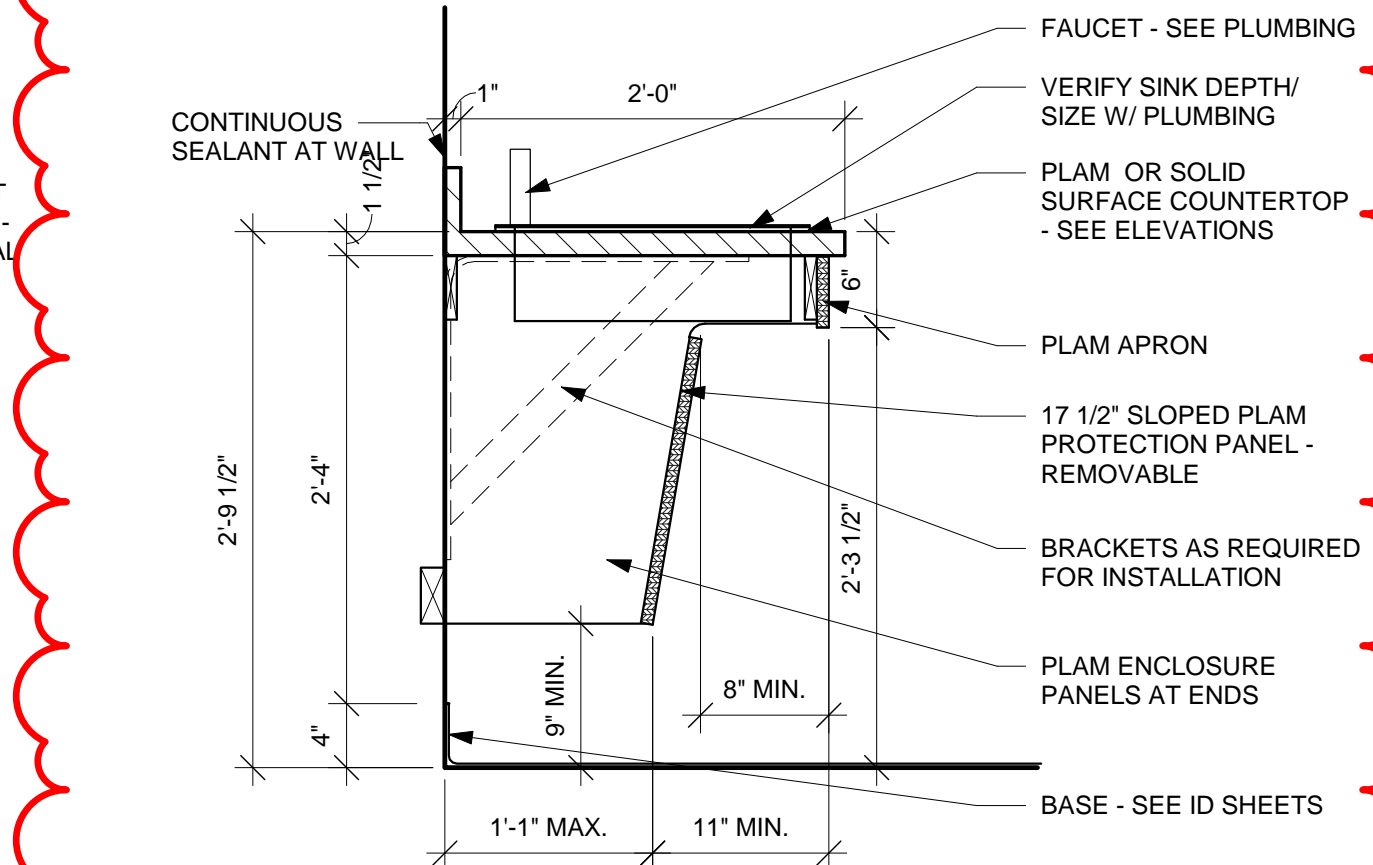 FAUCET - SEE PLUMBING
VERIFY SINK DEPTH/
SIZE W/ PLUMBING
PLAM OR SOLID
SURFACE COUNTERTOP
- SEE ELEVATIONS
PLAM APRON
17 1/2" SLOPED PLAM
PROTECTION PANEL -
REMOVABLE
BRACKETS AS REQUIRED
FOR INSTALLATION
PLAM ENCLOSURE
PANELS AT ENDS
BASE - SEE ID SHEETS
CONTINUOUS
SEALANT AT WALL
1"
2'-0"
1 1/2"
6"
2'-9 1/2"
2'-4"
4"
2'-3 1/2"
9" MIN.
8" MIN.
1'-1" MAX.
11" MIN.